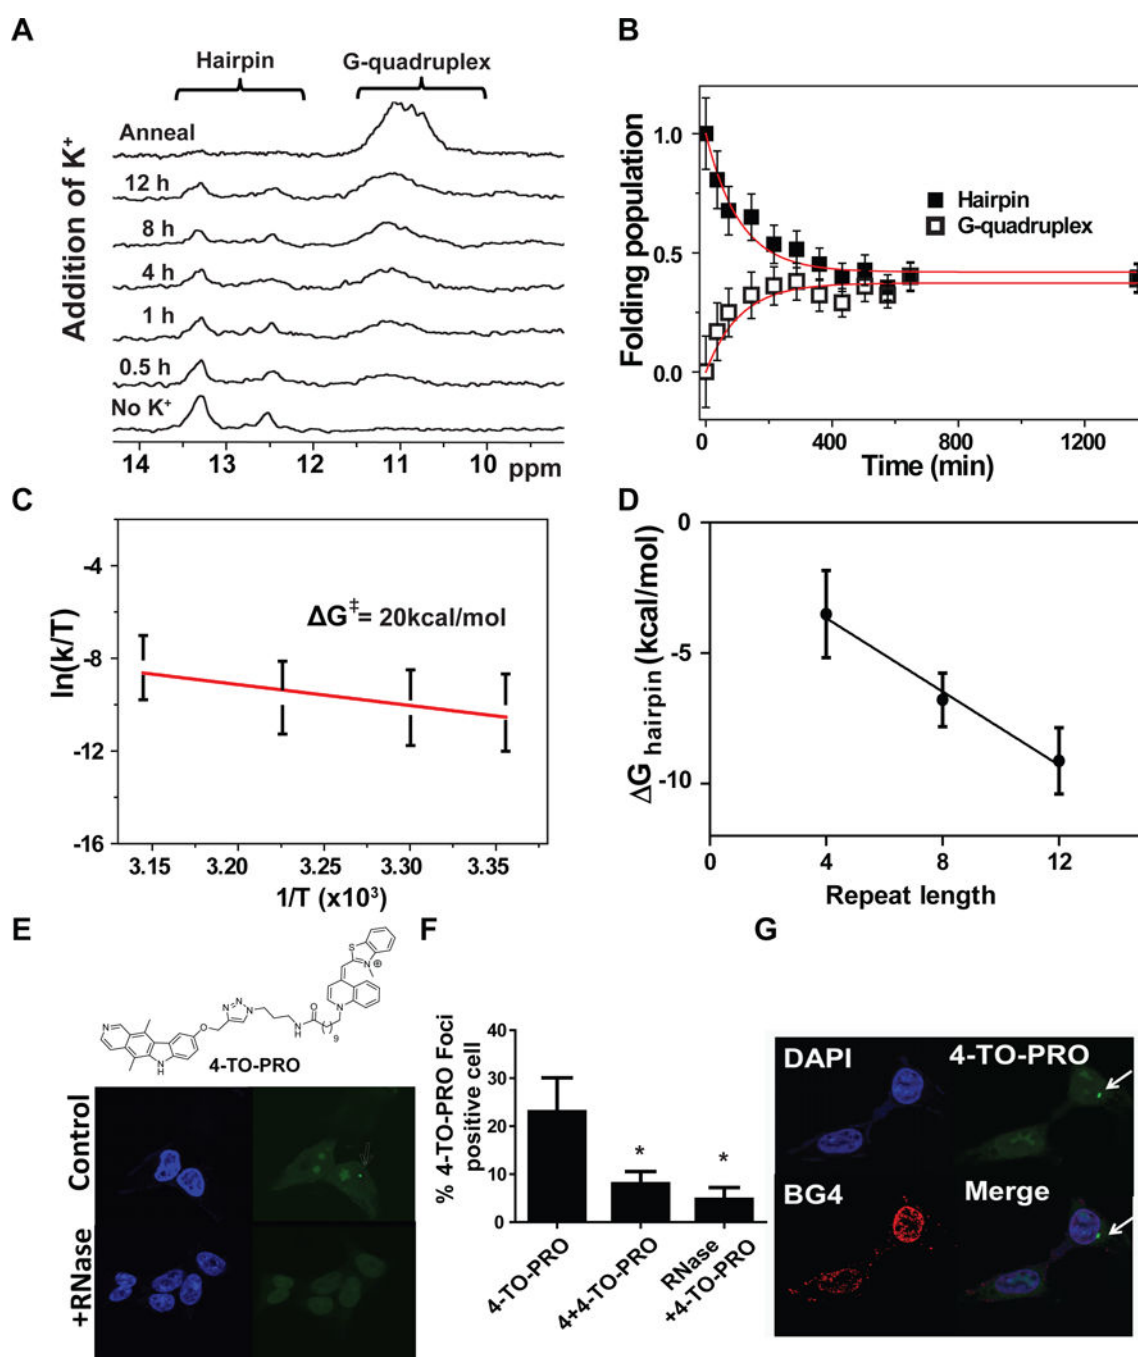 A
Hairpin
G-quadruplex
Addition of K+
Anneal
12 h
8 h
4 h
1 h
0.5 h
No K+
14 13 12 11 10 ppm
B
Folding population
1.0
0.5
0.0
Hairpin
G-quadruplex
0 400 800 1200
Time (min)
C
ln(k/T)
-4
-8
-12
-16
ΔG‡= 20kcal/mol
3.15 3.20 3.25 3.30 3.35
1/T (x10³)
D
ΔG hairpin (kcal/mol)
0
-5
-10
0 4 8 12
Repeat length
E
S
N
⊕
N
N
N
N
N
H
O
N
9
O
N
H
4-TO-PRO
Control
+RNase
F
% 4-TO-PRO Foci
positive cell
40
30
20
10
0
*
*
4-TO-PRO
4+4-TO-PRO
RNase
+4-TO-PRO
G
DAPI
4-TO-PRO
BG4
Merge